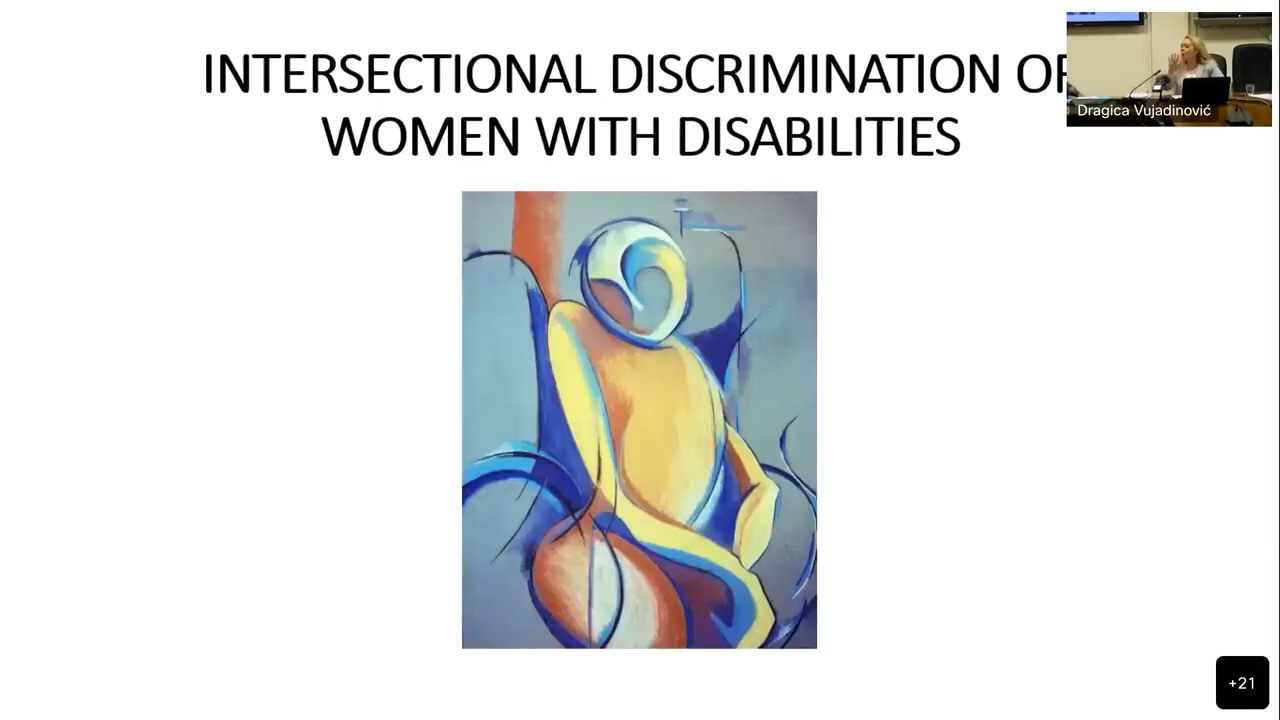 INTERSECTIONAL DISCRIMINATION OF
WOMEN WITH DISABILITIES
Dragica Vujadinović
+21